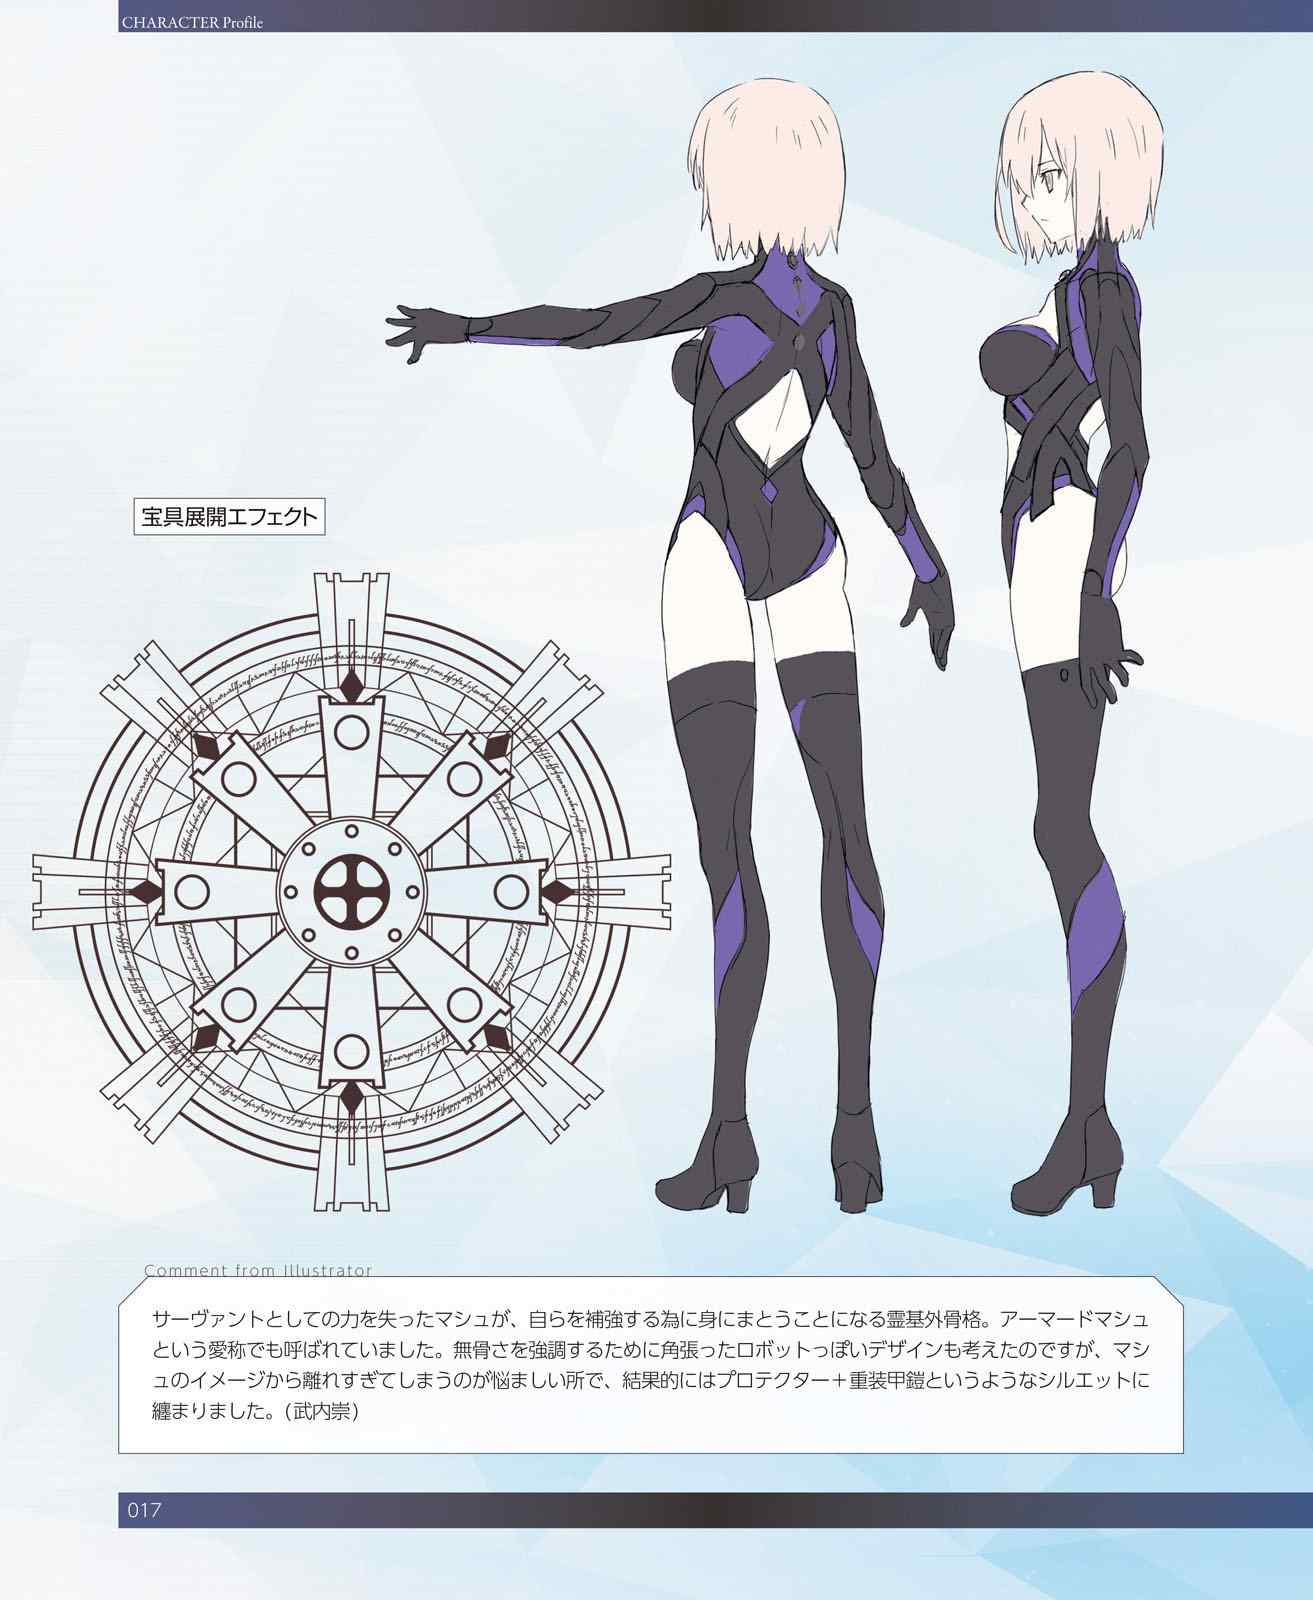 CHARACTER Profile
宝具展開エフェクト
Comment from Illustrator
サーヴァントとしての力を失ったマシュが、自らを補強する為に身にまとうことになる霊基外骨格。アーマードマシュ
という愛称でも呼ばれていました。無骨さを強調するために角張ったロボットっぽいデザインも考えたのですが、マシ
ュのイメージから離れすぎてしまうのが悩ましい所で、結果的にはプロテクター＋重装甲鎧というようなシルエットに
纏まりました。(武内崇)
017